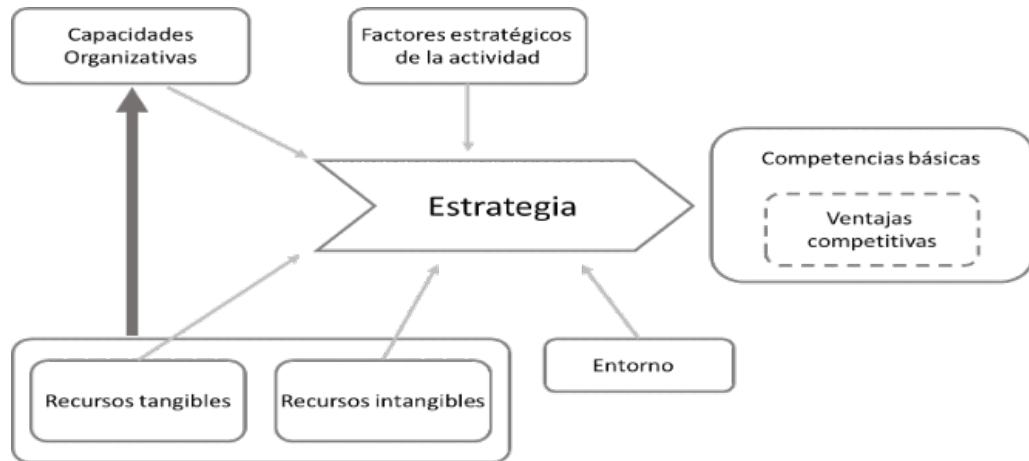 Capacidades
Organizativas
Factores estratégicos
de la actividad
Competencias básicas
Estrategia
Ventajas
competitivas
Entorno
Recursos tangibles
Recursos intangibles